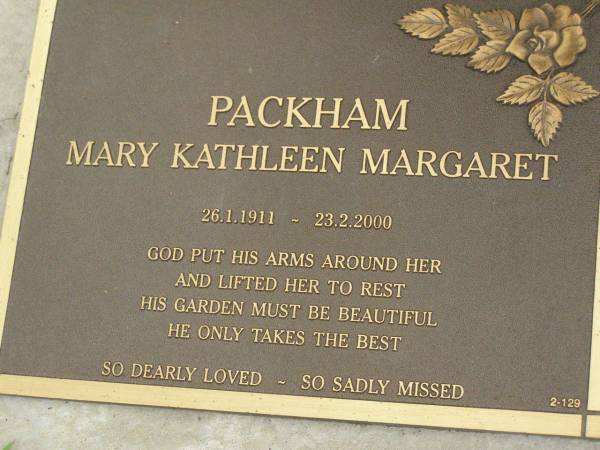 PACKHAM
MARY KATHLEEN MARGARET
26.1.1911 ~ 23.2.2000
GOD PUT HIS ARMS AROUND HER
AND LIFTED HER TO REST
HIS GARDEN MUST BE BEAUTIFUL
HE ONLY TAKES THE BEST
SO DEARLY LOVED ~ SO SADLY MISSED
2-129